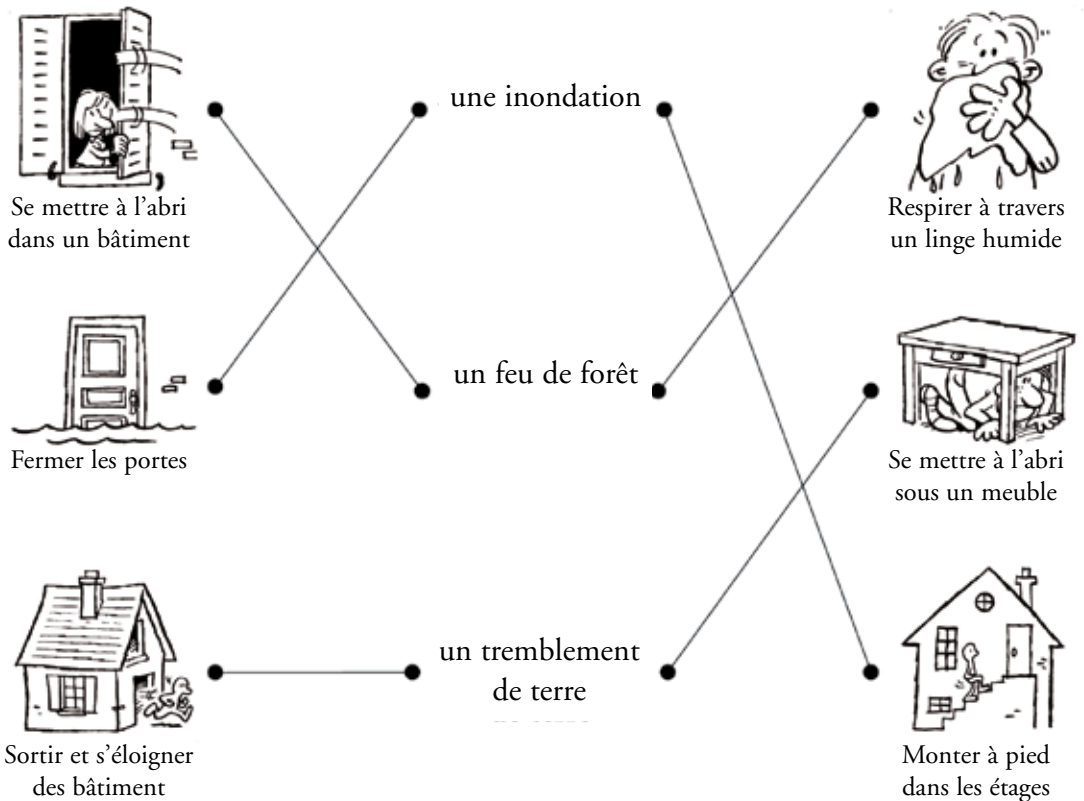 une inondation
Se mettre à l'abri
dans un bâtiment
Respirer à travers
un linge humide
un feu de forêt
Fermer les portes
Se mettre à l'abri
sous un meuble
un tremblement
de terre
Sortir et s'éloigner
des bâtiment
Monter à pied
dans les étages